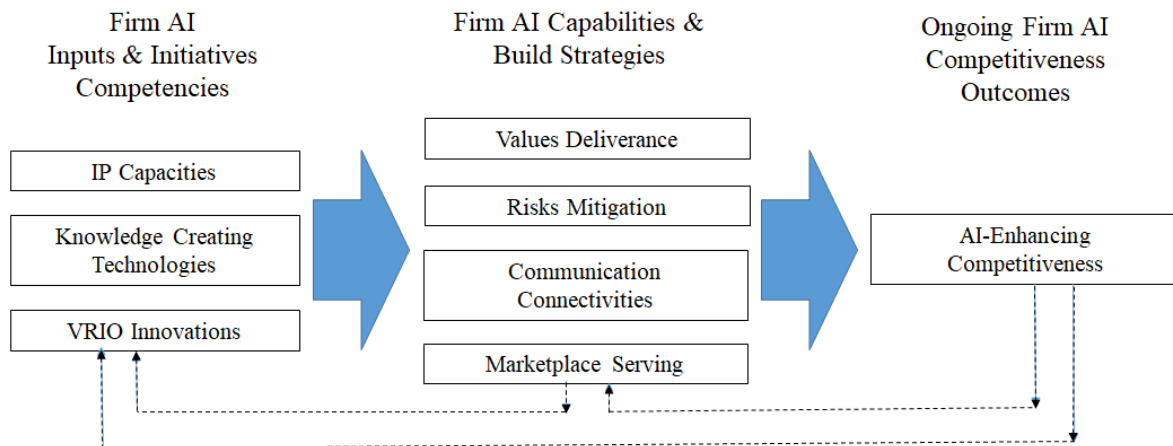 Firm AI
Inputs & Initiatives
Competencies
Firm AI Capabilities &
Build Strategies
Ongoing Firm AI
Competitiveness
Outcomes
IP Capacities
Knowledge Creating
Technologies
VRIO Innovations
Values Deliverance
Risks Mitigation
Communication
Connectivities
Marketplace Serving
AI-Enhancing
Competitiveness